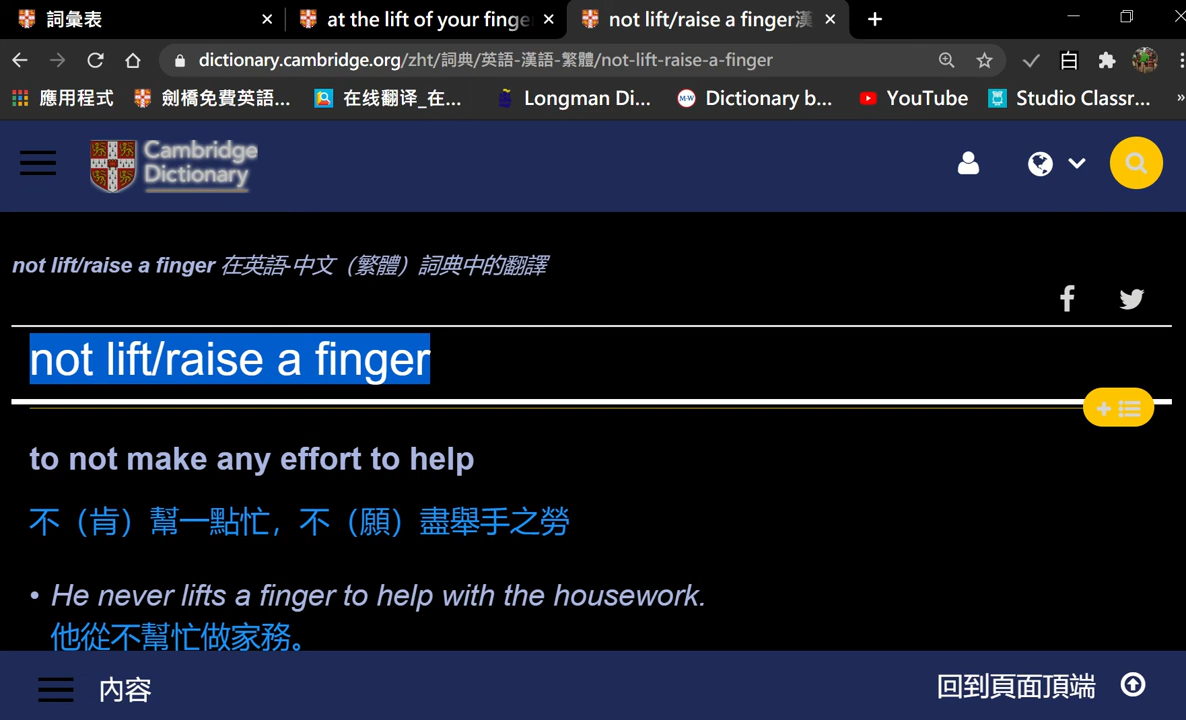 詞彙表
at the lift of your finge
not lift/raise a finger漢
dictionary.cambridge.org/zht/詞典/英語-漢語-繁體/not-lift-raise-a-finger
應用程式
劍橋免費英語...
在线翻译_在...
Longman Di...
M-W
Dictionary b...
YouTube
Studio Classr...
»
Cambridge
Dictionary
not lift/raise a finger 在英語-中文（繁體）詞典中的翻譯
not lift/raise a finger
to not make any effort to help
不（肯）幫一點忙，不（願）盡舉手之勞
• He never lifts a finger to help with the housework.
他從不幫忙做家務。
內容
回到頁面頂端